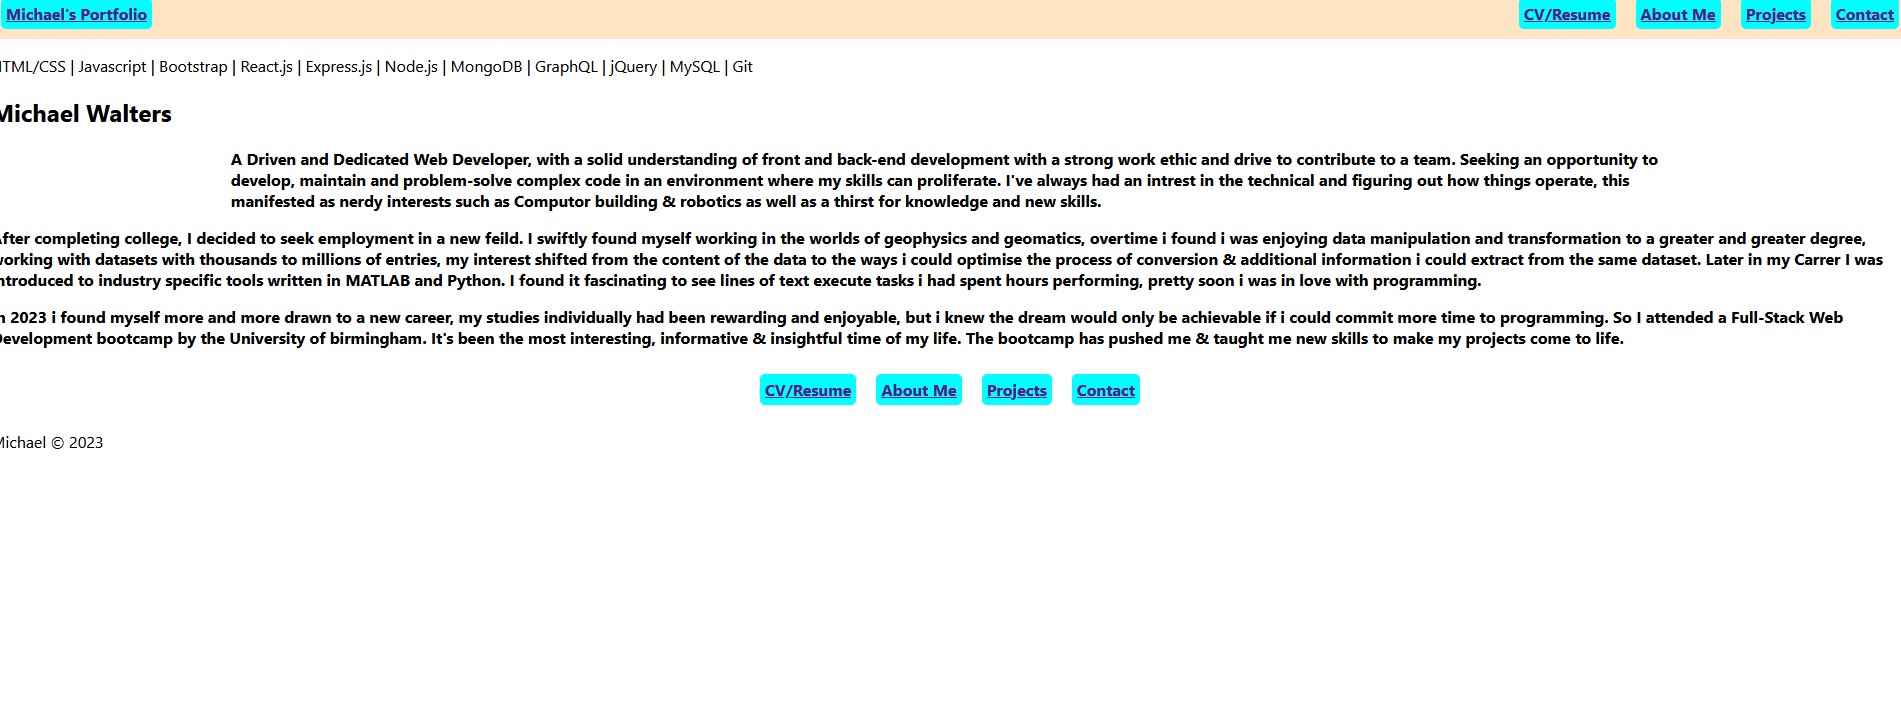 Michael's Portfolio CV/Resume About Me Projects Contact
HTML/CSS | Javascript | Bootstrap | React.js | Express.js | Node.js | MongoDB | GraphQL | jQuery | MySQL | Git
Michael Walters
A Driven and Dedicated Web Developer, with a solid understanding of front and back-end development with a strong work ethic and drive to contribute to a team. Seeking an opportunity to
develop, maintain and problem-solve complex code in an environment where my skills can proliferate. I've always had an intrest in the technical and figuring out how things operate, this
manifested as nerdy interests such as Computor building & robotics as well as a thirst for knowledge and new skills.
After completing college, I decided to seek employment in a new feild. I swiftly found myself working in the worlds of geophysics and geomatics, overtime i found i was enjoying data manipulation and transformation to a greater and greater degree,
working with datasets with thousands to millions of entries, my interest shifted from the content of the data to the ways i could optimise the process of conversion & additional information i could extract from the same dataset. Later in my Carrer I was
introduced to industry specific tools written in MATLAB and Python. I found it fascinating to see lines of text execute tasks i had spent hours performing, pretty soon i was in love with programming.
In 2023 i found myself more and more drawn to a new career, my studies individually had been rewarding and enjoyable, but i knew the dream would only be achievable if i could commit more time to programming. So I attended a Full-Stack Web
Development bootcamp by the University of birmingham. It's been the most interesting, informative & insightful time of my life. The bootcamp has pushed me & taught me new skills to make my projects come to life.
CV/Resume About Me Projects Contact
Michael © 2023